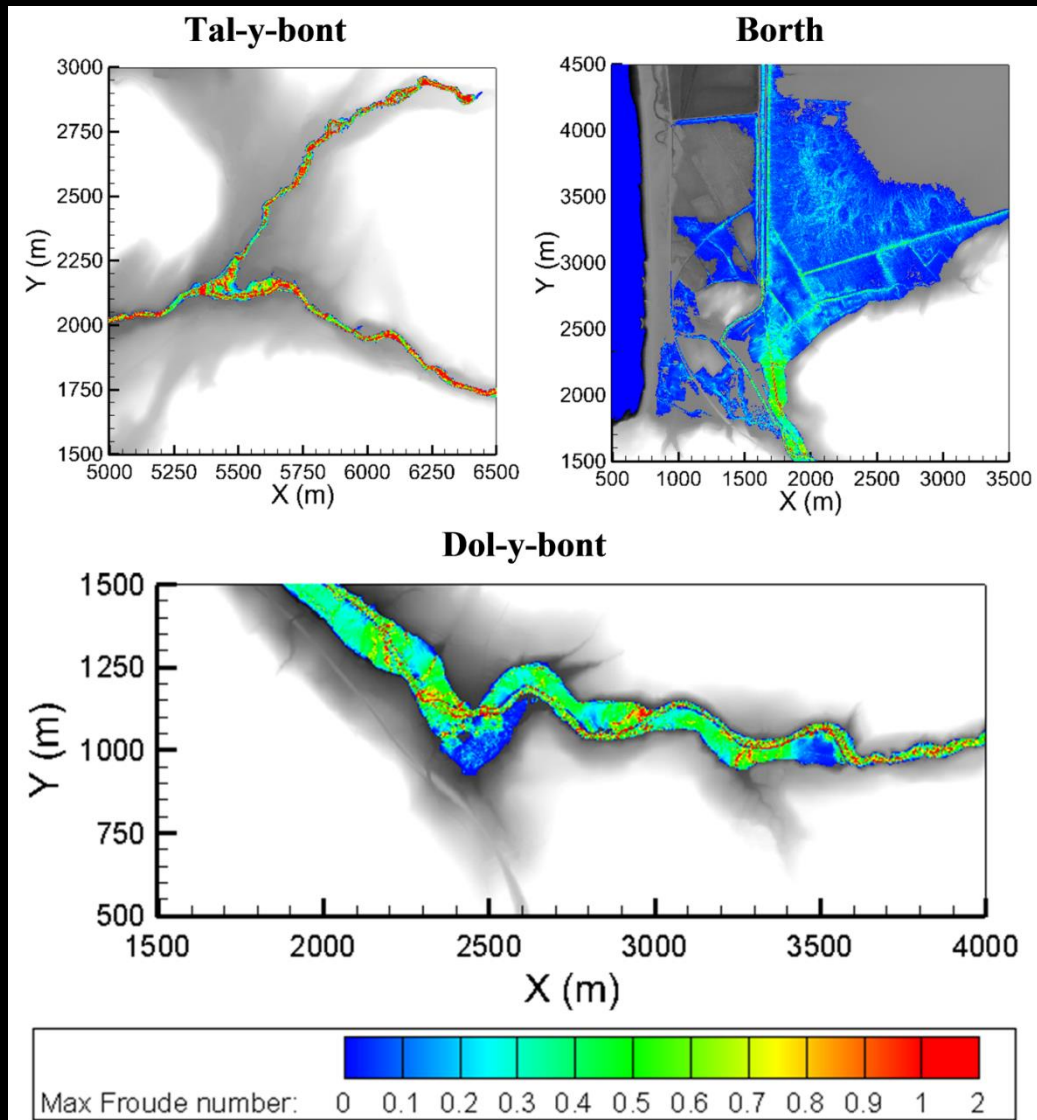 Tal-y-bont
Borth
3000
2750
2500
2250
2000
1750
1500
Y (m)
5000 5250 5500 5750 6000 6250 6500
X (m)
4500
4000
3500
3000
2500
2000
1500
Y (m)
500 1000 1500 2000 2500 3000 3500
X (m)
Dol-y-bont
1500
1250
1000
750
500
Y (m)
1500 2000 2500 3000 3500 4000
X (m)
Max Froude number: 0 0.1 0.2 0.3 0.4 0.5 0.6 0.7 0.8 0.9 1 2